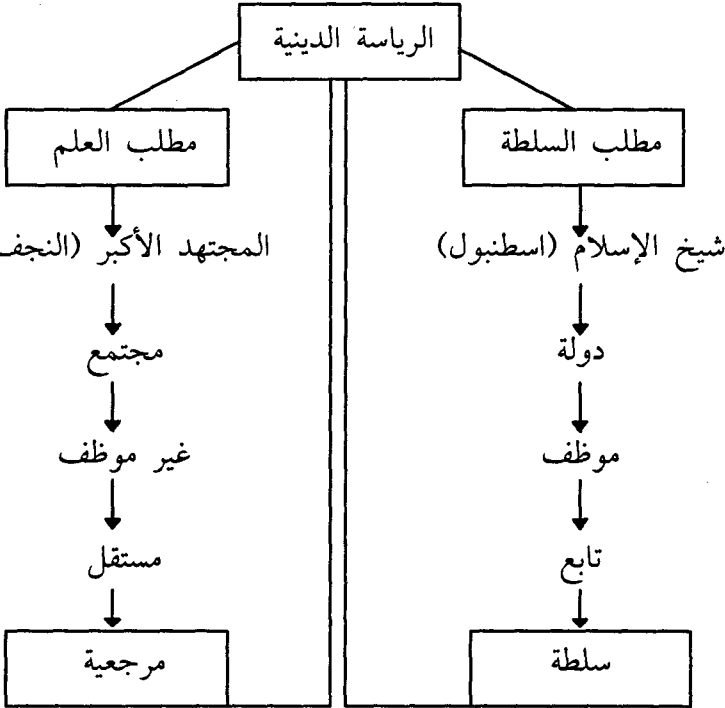 الرياسة الدينية
مطلب السلطة
مطلب العلم
شيخ الإسلام (اسطنبول)
المجتهد الأكبر (النجف
دولة
مجتمع
موظف
غير موظف
تابع
مستقل
سلطة
مرجعية